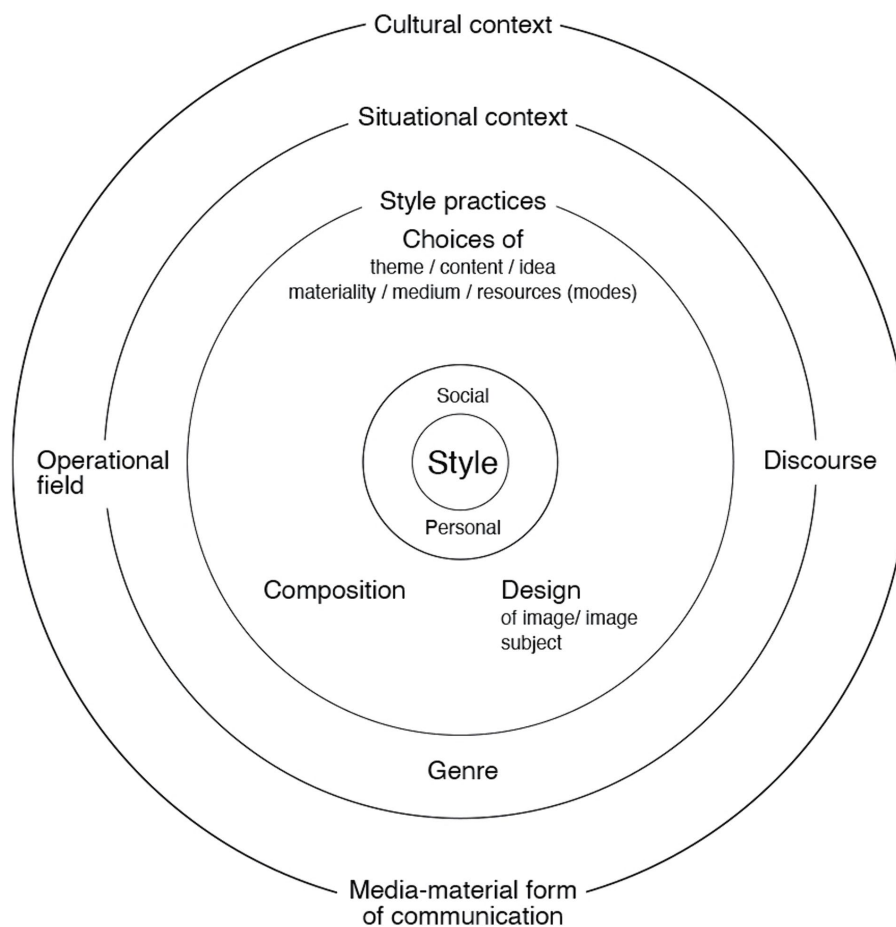 Cultural context
Situational context
Style practices
Choices of
theme / content / idea
materiality / medium / resources (modes)
Social
Style
Personal
Operational
field
Discourse
Composition
Design
of image/ image
subject
Genre
Media-material form
of communication